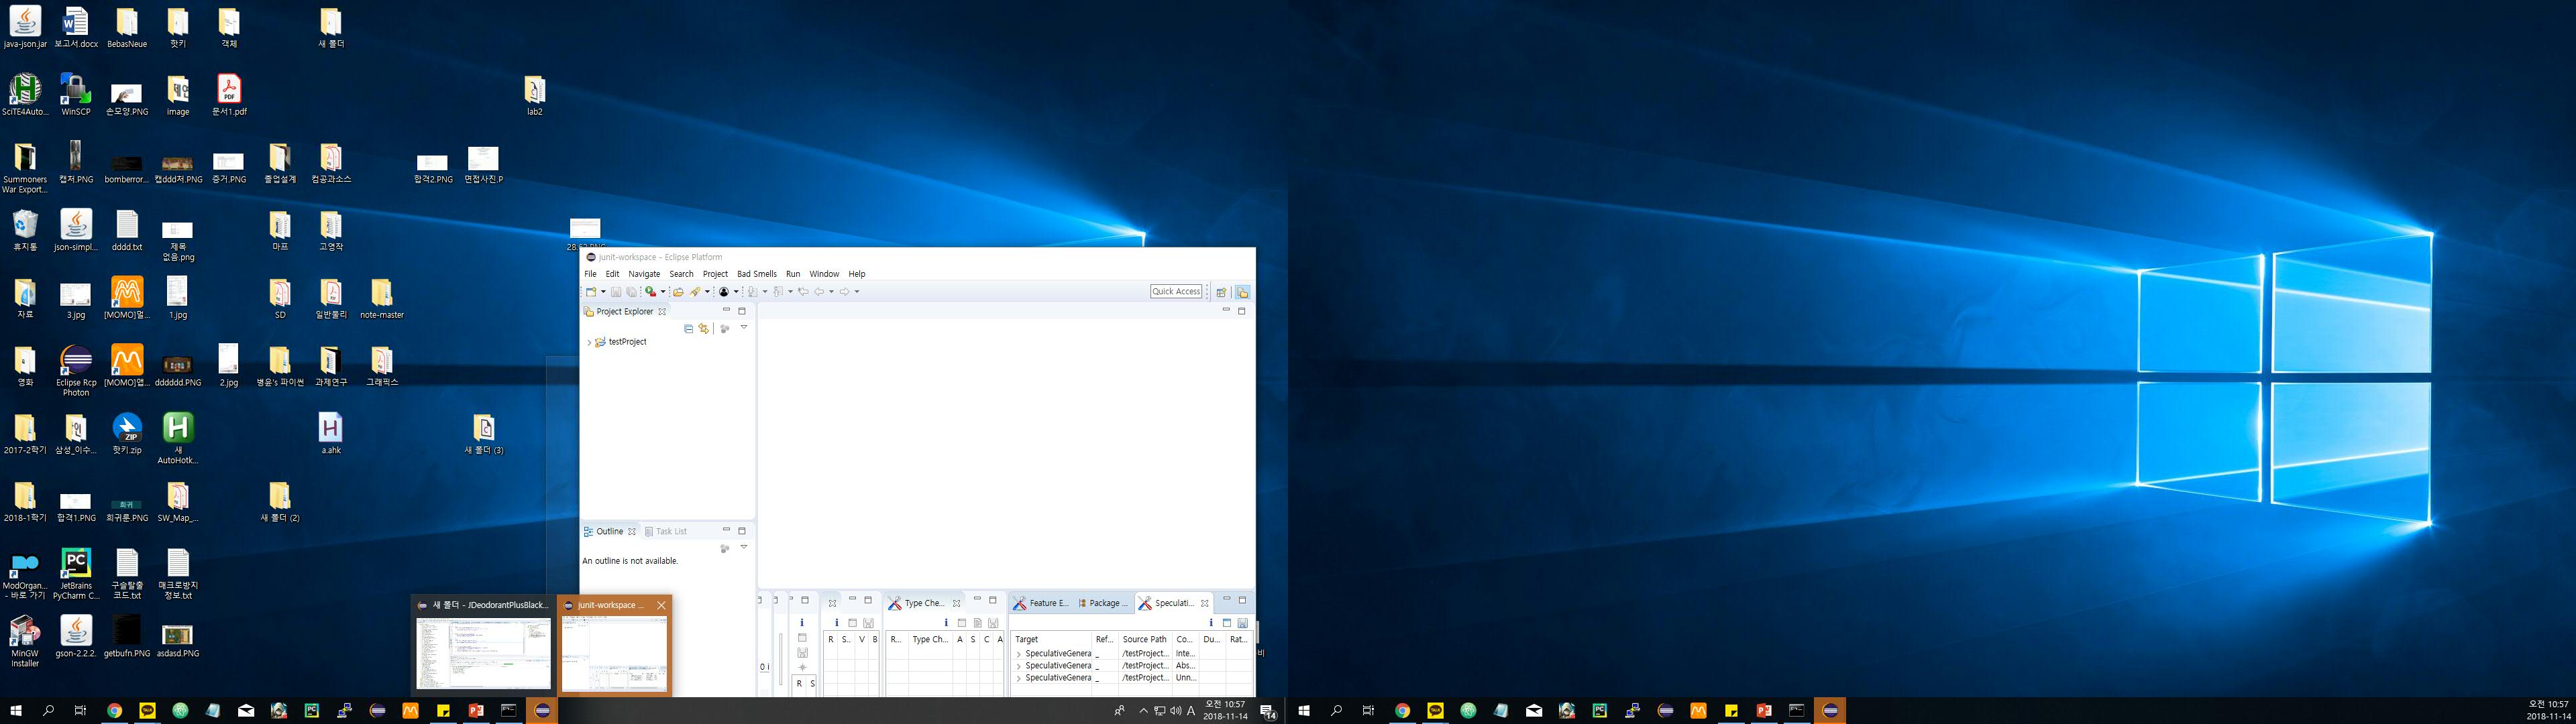 java-json.jar
보고서.docx
BebasNeue
핫키
객체
새 폴더
SciTE4Auto...
WinSCP
손모양.PNG
image
문서1.pdf
lab2
Summoners
War Export...
캡저.PNG
bomberror...
캡ddd처.PNG
증거.PNG
졸업설계
컴공과소스
합격2.PNG
면접사진.P
휴지통
json-simpl...
dddd.txt
제목
없음.png
마프
고영작
자료
3.jpg
[MOMO]멀...
1.jpg
SD
일반물리
note-master
영화
Eclipse Rcp
Photon
[MOMO]앱...
dddddd.PNG
2.jpg
병윤's 파이썬
과제연구
그래픽스
2017-2학기
삼성_이수...
핫키.zip
새
AutoHotk...
a.ahk
새 폴더 (3)
2018-1학기
합격1.PNG
희귀룬.PNG
SW_Map_...
새 폴더 (2)
ModOrgan...
- 바로 가기
JetBrains
PyCharm C...
구슬탈출
코드.txt
매크로방지
정보.txt
MinGW
Installer
gson-2.2.2.
getbufn.PNG
asdasd.PNG
junit-workspace - Eclipse Platform
File Edit Navigate Search Project Bad Smells Run Window Help
Quick Access
Project Explorer
testProject
Outline
Task List
An outline is not available.
Type Che...
Feature E...
Package ...
Speculati...
R S.. V B
R... Type Ch... A S C A
Target Ref... Source Path Co... Du... Rat...
SpeculativeGenera _ /testProject... Inte...
SpeculativeGenera _ /testProject... Abs...
SpeculativeGenera _ /testProject... Unn...
0 i
R S
새 폴더 - JDeodorantPlusBlack...
junit-workspace ...
A
오전 10:57
2018-11-14
14
오전 10:57
2018-11-14